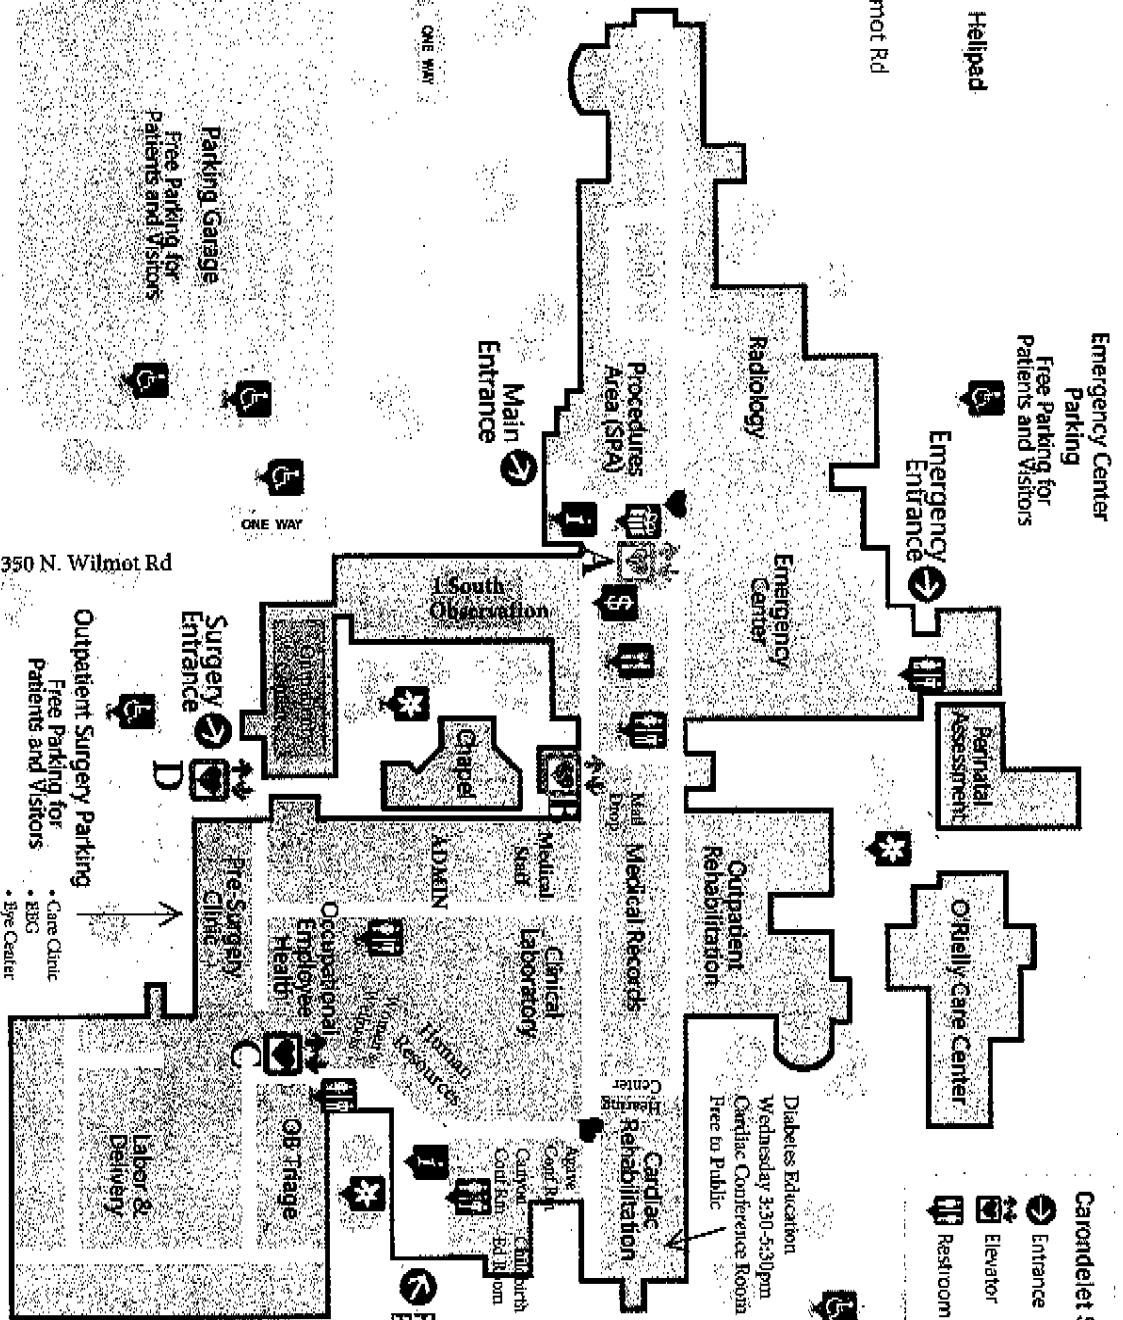 Helipad
mot Rd
ONE WAY
Emergency Center
Parking
Free Parking for
Patients and Visitors
Parking Garage
Free Parking for
Patients and Visitors
Emergency
Entrance
Radiology
Procedures
Area (SPA)
Main
Entrance
ONE WAY
350 N. Wilmot Rd
Emergency
Center
A
1 South
Observation
Perinatal
Assessment
Surgery
Entrance
Outpatient Surgery Parking
Free Parking for
Patients and Visitors
Chapel
B
D
Mail
Drop
Medical Records
Outpatient
Rehabilitation
O'Rielly Care Center
Medical
Staff
ADMIN
Clinical
Laboratory
Pre-Surgery
Clinic
• Care Clinic
• EEG
• Eye Center
Occupational
Employee
Health
Women's
Human
Resources
C
Hearing
Center
Cardiac
Rehabilitation
Diabetes Education
Wednesday 3:30-5:30pm
Cardiac Conference Room
Free to Public
Agave
Conf Rm
Canyon
Conf Rm
Childbirth
Ed Room
OB Triage
Labor &
Delivery
Carondelet S
Entrance
Elevator
Restroom